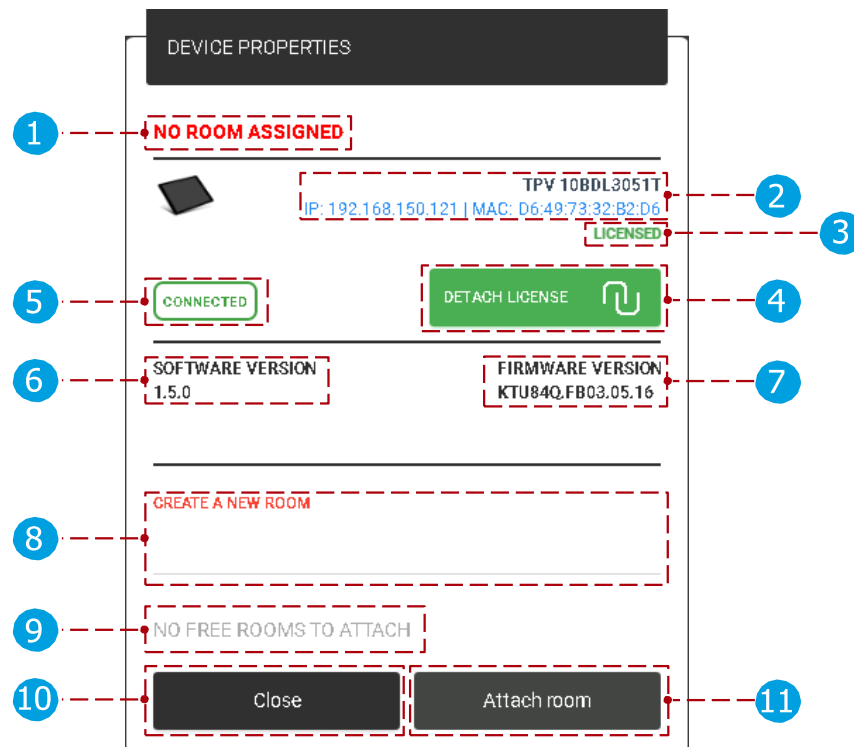 DEVICE PROPERTIES
1
NO ROOM ASSIGNED
TPV 10BDL3051T
2
IP: 192.168.150.121 | MAC: D6:49:73:32:B2:D6
LICENSED
3
5
CONNECTED
DETACH LICENSE
4
6
SOFTWARE VERSION
1.5.0
FIRMWARE VERSION
KTU84Q.FB03.05.16
7
8
CREATE A NEW ROOM
9
NO FREE ROOMS TO ATTACH
10
Close
Attach room
11